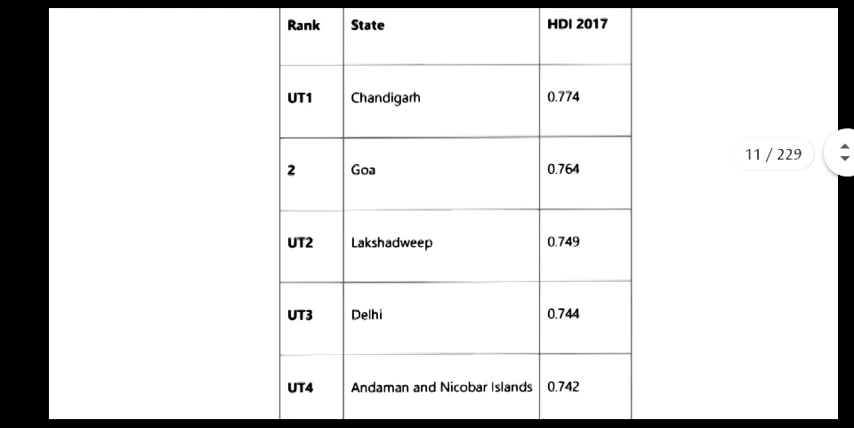 Rank State HDI 2017
UT1 Chandigarh 0.774
2 Goa 0.764
UT2 Lakshadweep 0.749
UT3 Delhi 0.744
UT4 Andaman and Nicobar Islands 0.742
11 / 229